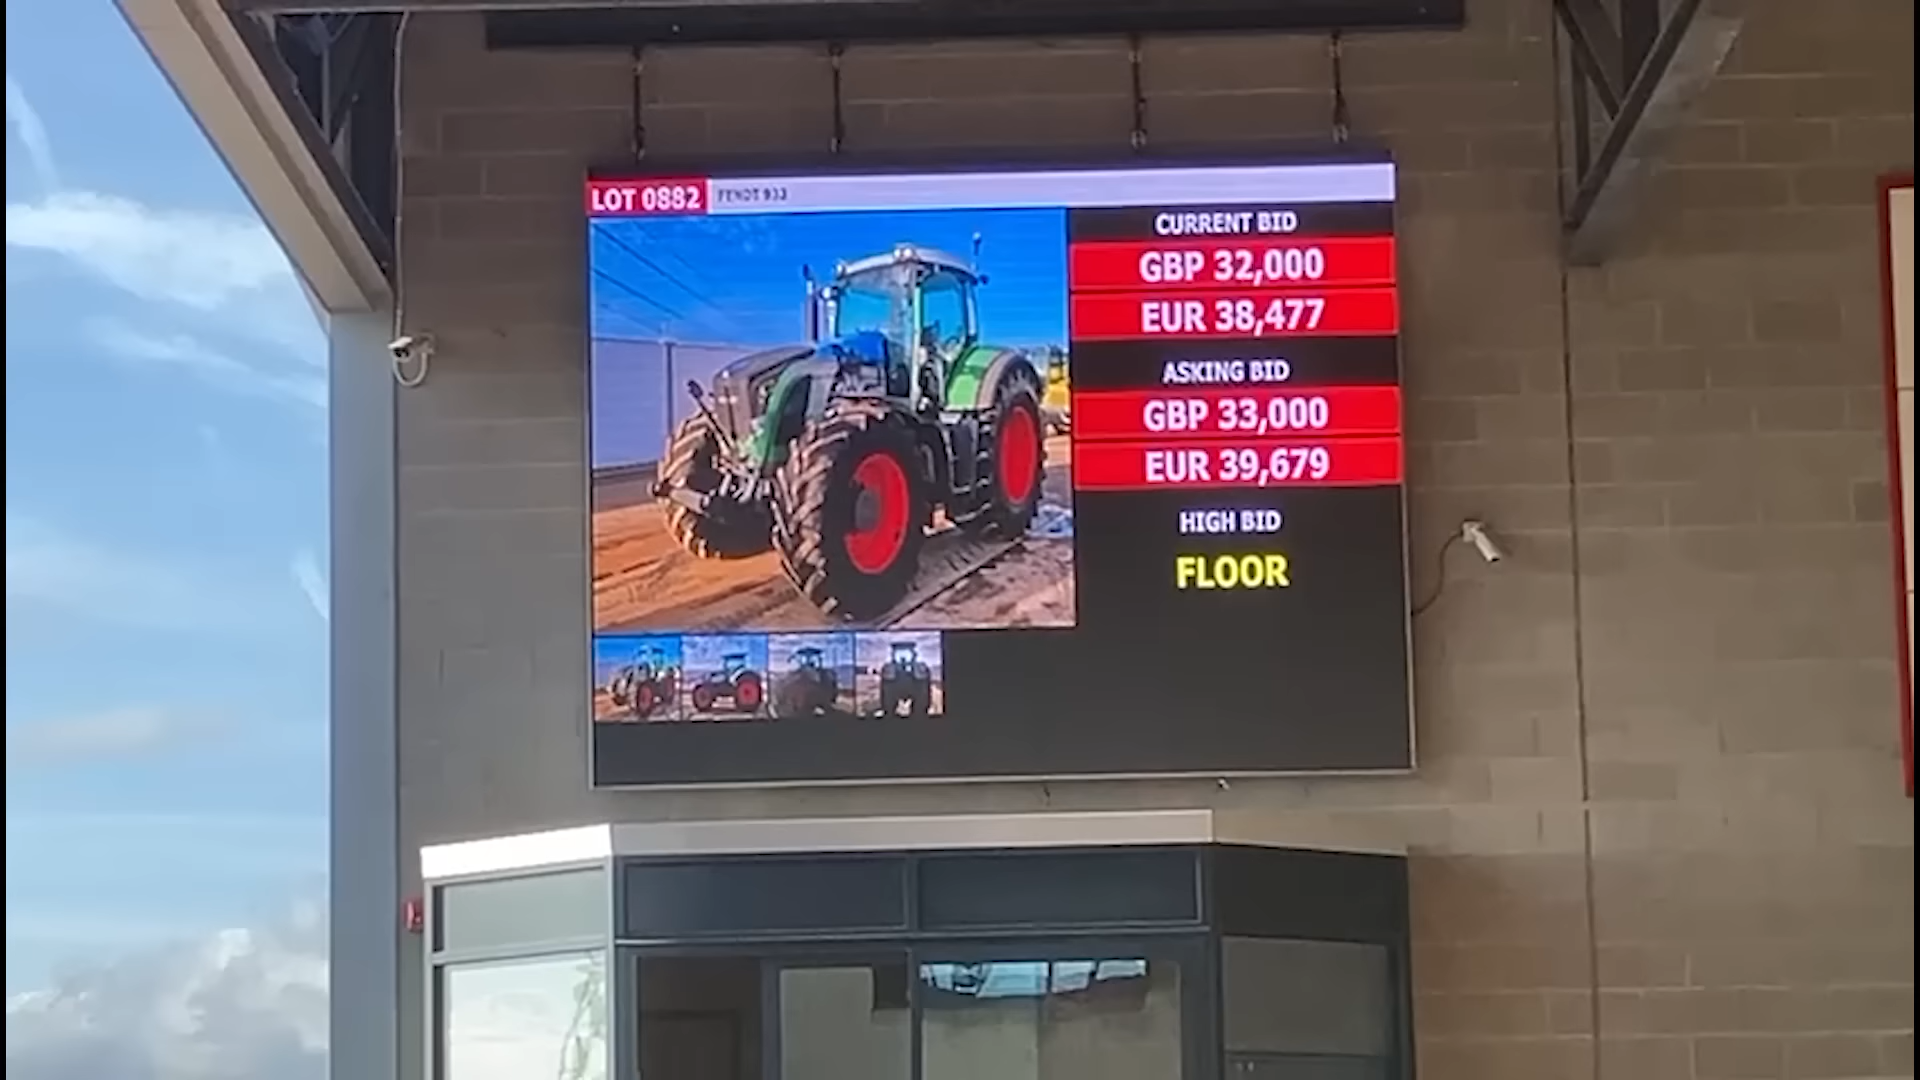 LOT 0882
FENDT 933
CURRENT BID
GBP 32,000
EUR 38,477
ASKING BID
GBP 33,000
EUR 39,679
HIGH BID
FLOOR